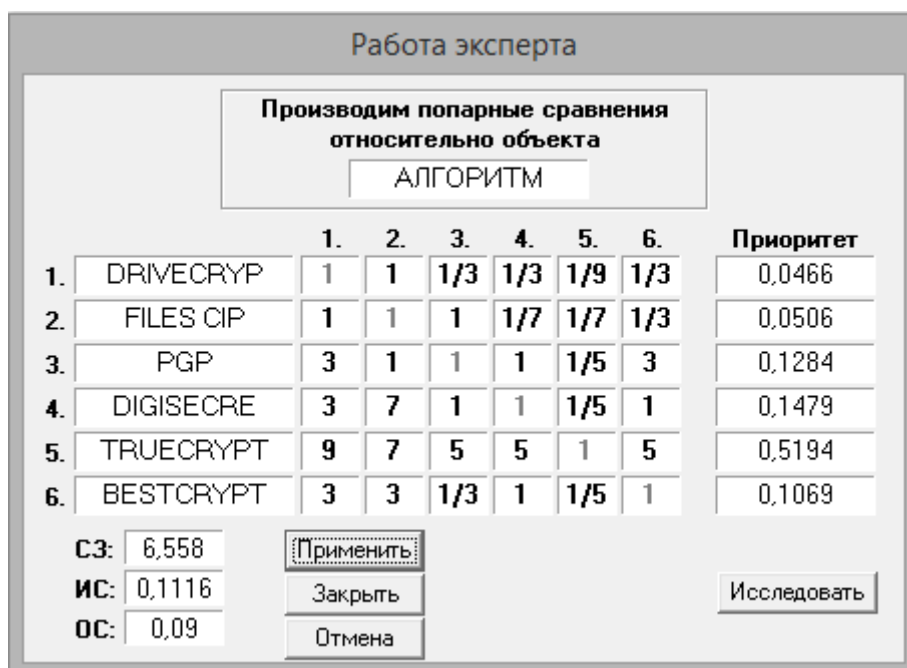 Работа эксперта
Производим попарные сравнения
относительно объекта
АЛГОРИТМ
1. 2. 3. 4. 5. 6. Приоритет
1. DRIVECRYP 1 1 1/3 1/3 1/9 1/3 0,0466
2. FILES CIP 1 1 1 1/7 1/7 1/3 0,0506
3. PGP 3 1 1 1 1/5 3 0,1284
4. DIGISECRE 3 7 1 1 1/5 1 0,1479
5. TRUECRYPT 9 7 5 5 1 5 0,5194
6. BESTCRYPT 3 3 1/3 1 1/5 1 0,1069
СЗ: 6,558 Применить
ИС: 0,1116 Закрыть Исследовать
ОС: 0,09 Отмена